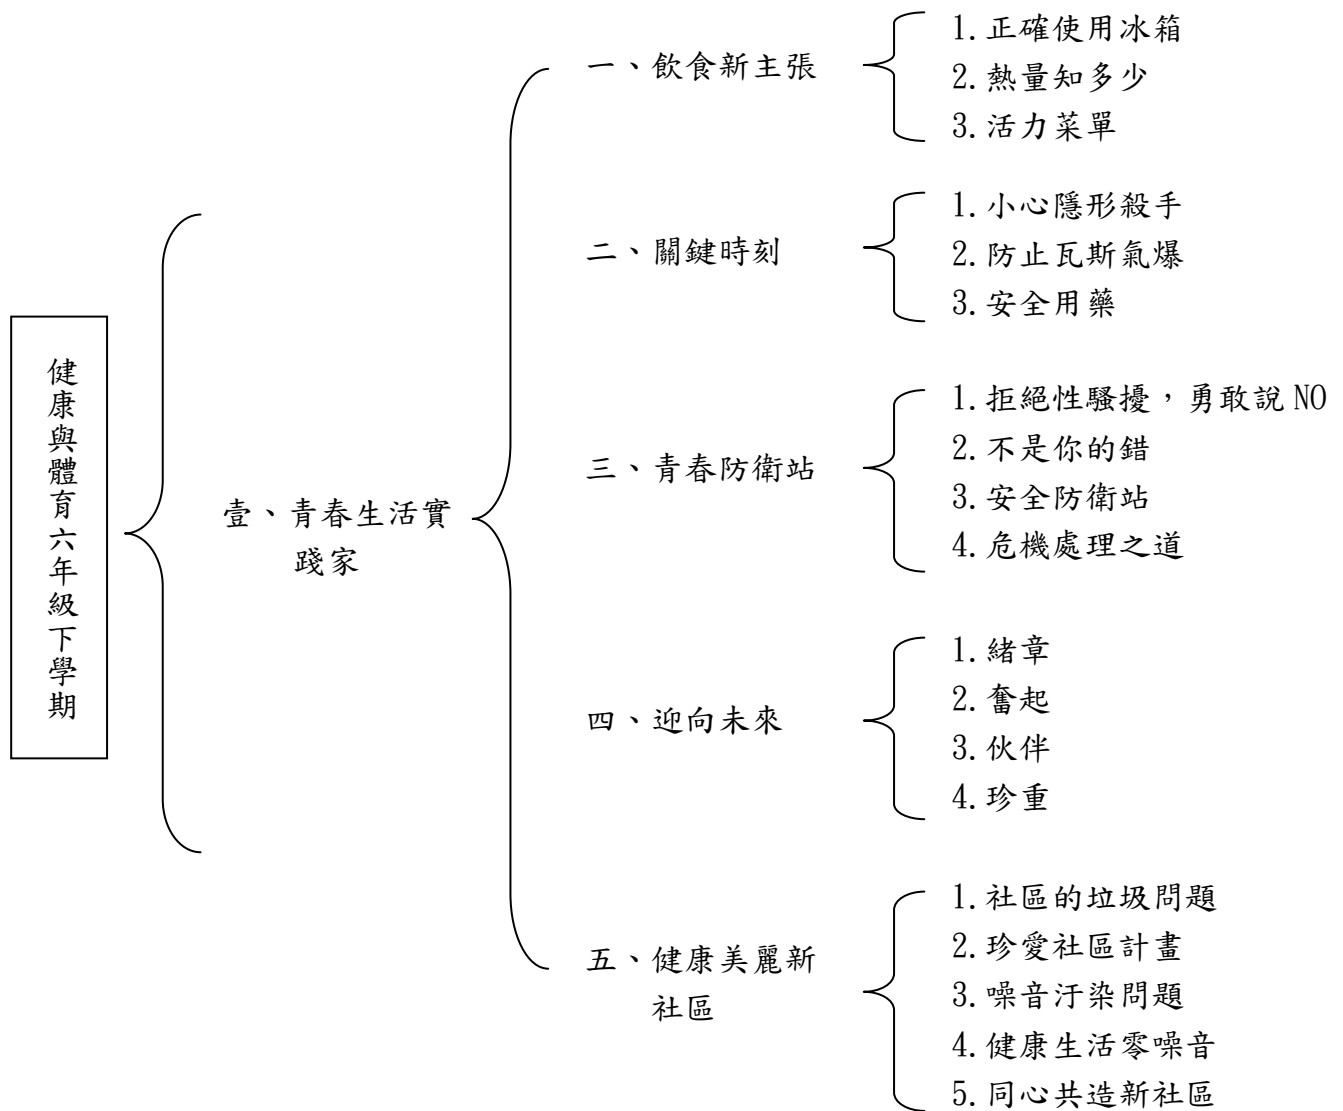 健康與體育六年級下學期
壹、青春生活實
踐家
一、飲食新主張
1.正確使用冰箱
2.熱量知多少
3.活力菜單
二、關鍵時刻
1.小心隱形殺手
2.防止瓦斯氣爆
3.安全用藥
三、青春防衛站
1.拒絕性騷擾，勇敢說 NO
2.不是你的錯
3.安全防衛站
4.危機處理之道
四、迎向未來
1.緒章
2.奮起
3.伙伴
4.珍重
五、健康美麗新
社區
1.社區的垃圾問題
2.珍愛社區計畫
3.噪音汙染問題
4.健康生活零噪音
5.同心共造新社區